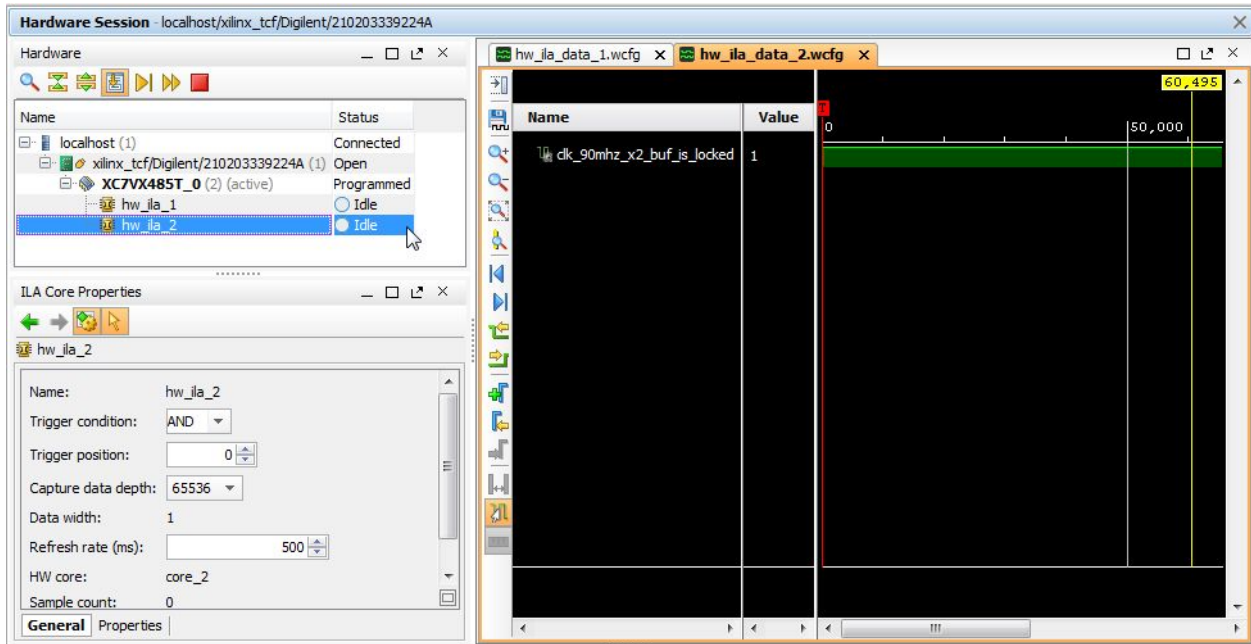 Hardware Session - localhost/xilinx_tcf/Digilent/210203339224A
Hardware
Name Status
localhost (1) Connected
xilinx_tcf/Digilent/210203339224A (1) Open
XC7VX485T_0 (2) (active) Programmed
hw_ila_1 Idle
hw_ila_2 Idle
ILA Core Properties
hw_ila_2
Name: hw_ila_2
Trigger condition: AND
Trigger position: 0
Capture data depth: 65536
Data width: 1
Refresh rate (ms): 500
HW core: core_2
Sample count: 0
General Properties
hw_ila_data_1.wcfg hw_ila_data_2.wcfg
60,495
Name Value
T
0 50,000
clk_90mhz_x2_buf_is_locked 1